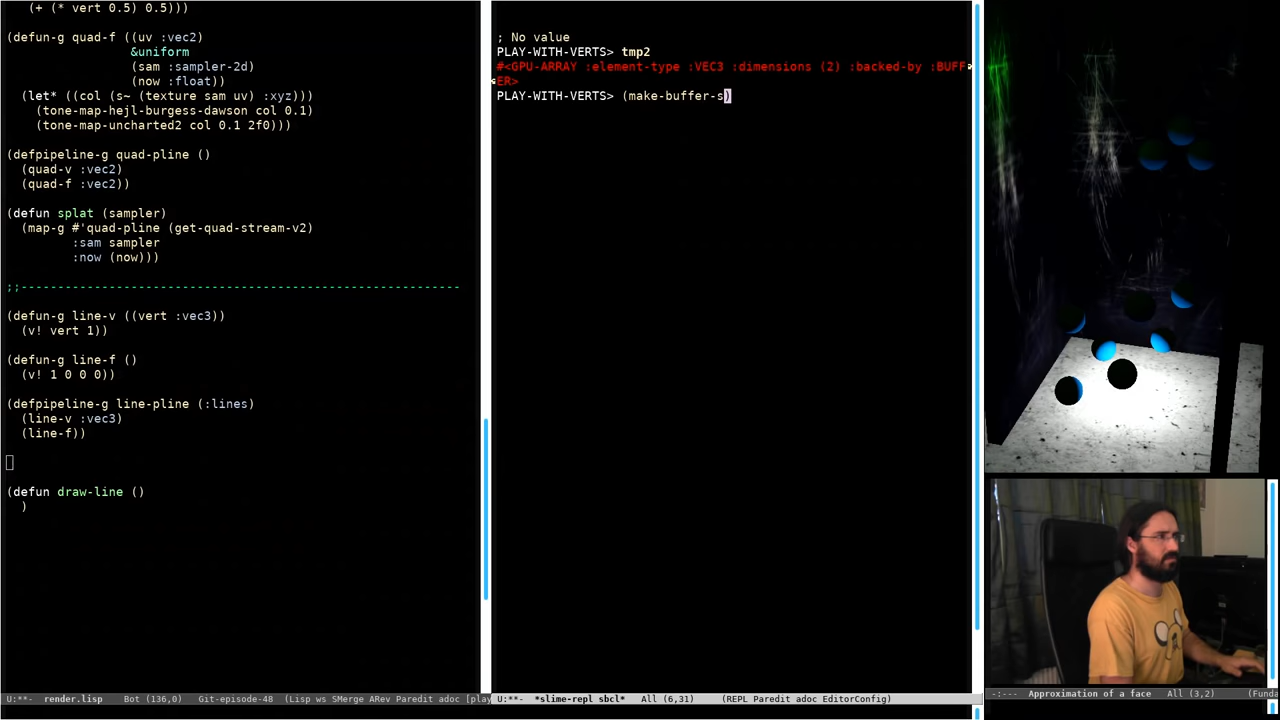 (+ (* vert 0.5) 0.5)))
(defun-g quad-f ((uv :vec2)
&uniform
(sam :sampler-2d)
(now :float))
(let* ((col (s~ (texture sam uv) :xyz)))
(tone-map-hejl-burgess-dawson col 0.1)
(tone-map-uncharted2 col 0.1 2f0)))
(defpipeline-g quad-pline ()
(quad-v :vec2)
(quad-f :vec2))
(defun splat (sampler)
(map-g #'quad-pline (get-quad-stream-v2)
:sam sampler
:now (now)))
;;------------------------------------------------------------
(defun-g line-v ((vert :vec3))
(v! vert 1))
(defun-g line-f ()
(v! 1 0 0 0))
(defpipeline-g line-pline (:lines)
(line-v :vec3)
(line-f))
(defun draw-line ()
)
U:**- render.lisp Bot (136,0) Git-episode-48 (Lisp ws SMerge ARev Paredit adoc [play
; No value
PLAY-WITH-VERTS> tmp2
#<GPU-ARRAY :element-type :VEC3 :dimensions (2) :backed-by :BUFF
ER>
PLAY-WITH-VERTS> (make-buffer-s)
U:**- *slime-repl sbcl* All (6,31) (REPL Paredit adoc EditorConfig)
-:--- Approximation of a face All (3,2) (Funda